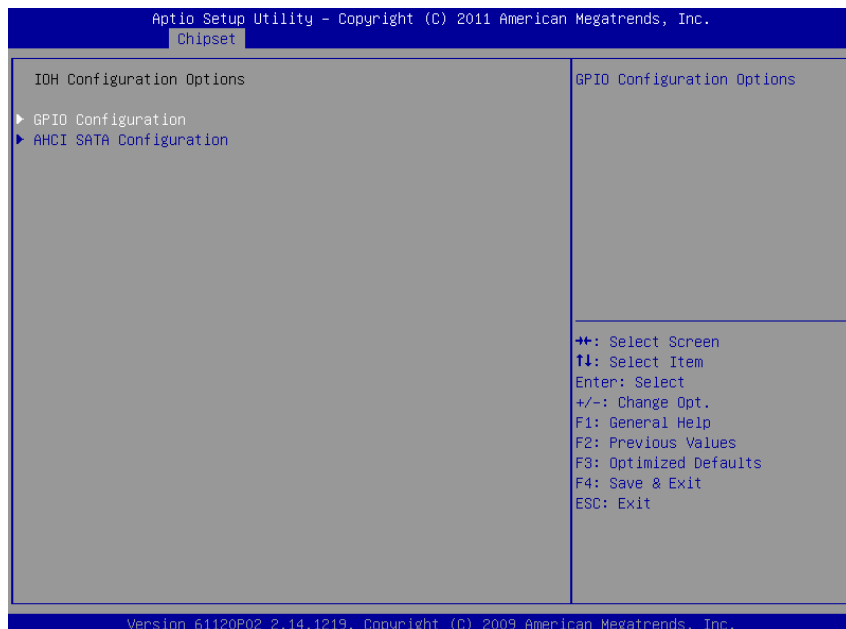 Aptio Setup Utility – Copyright (C) 2011 American Megatrends, Inc.
Chipset
IOH Configuration Options
▶ GPIO Configuration
▶ AHCI SATA Configuration
GPIO Configuration Options
→←: Select Screen
↑↓: Select Item
Enter: Select
+/-: Change Opt.
F1: General Help
F2: Previous Values
F3: Optimized Defaults
F4: Save & Exit
ESC: Exit
Version 61120P02 2.14.1219. Copyright (C) 2009 American Megatrends, Inc.